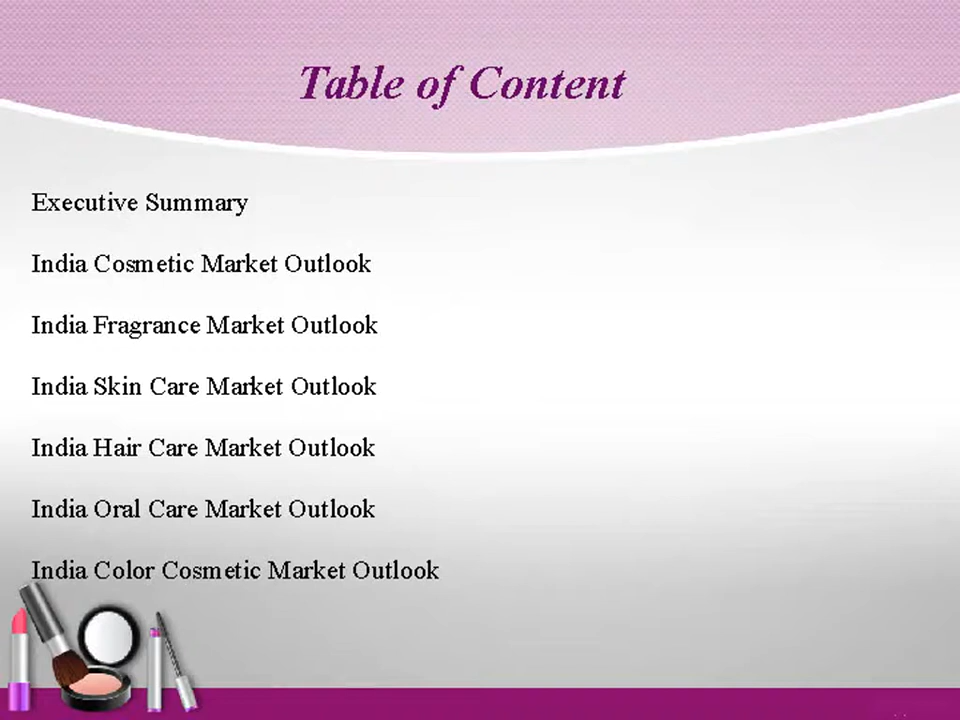 Table of Content
Executive Summary
India Cosmetic Market Outlook
India Fragrance Market Outlook
India Skin Care Market Outlook
India Hair Care Market Outlook
India Oral Care Market Outlook
India Color Cosmetic Market Outlook